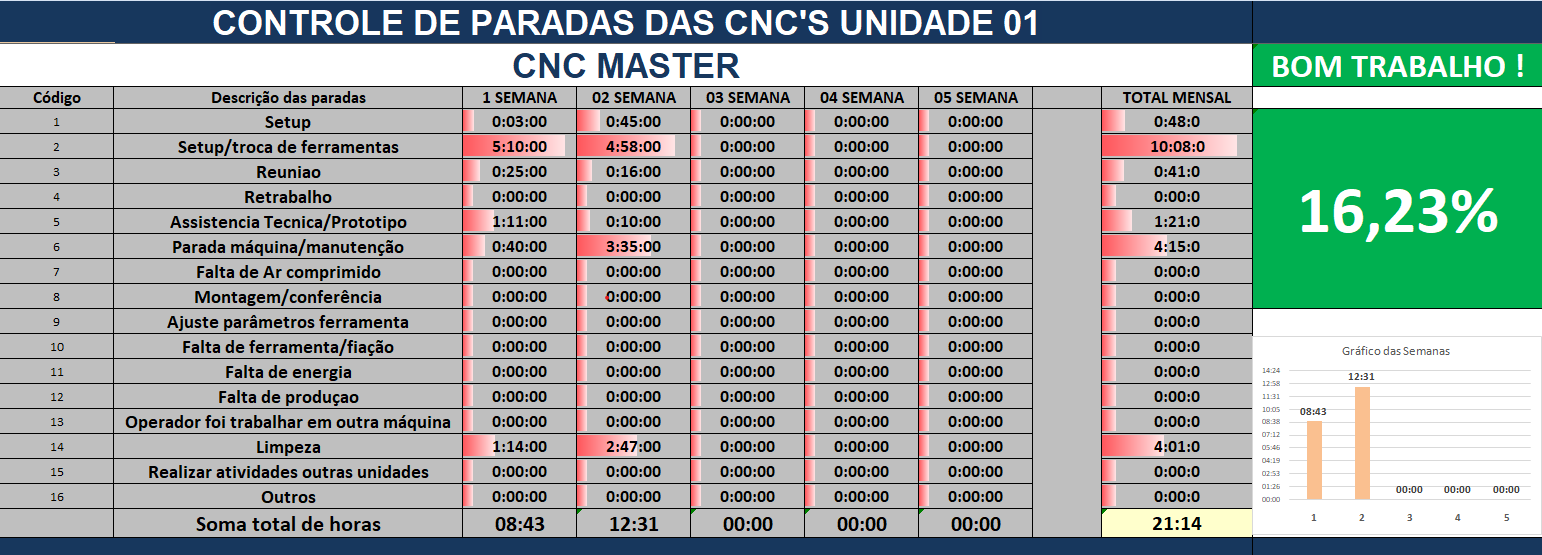 CONTROLE DE PARADAS DAS CNC'S UNIDADE 01
CNC MASTER BOM TRABALHO !
Código Descrição das paradas 1 SEMANA 02 SEMANA 03 SEMANA 04 SEMANA 05 SEMANA TOTAL MENSAL
1 Setup 0:03:00 0:45:00 0:00:00 0:00:00 0:00:00 0:48:0
2 Setup/troca de ferramentas 5:10:00 4:58:00 0:00:00 0:00:00 0:00:00 10:08:0
3 Reuniao 0:25:00 0:16:00 0:00:00 0:00:00 0:00:00 0:41:0
4 Retrabalho 0:00:00 0:00:00 0:00:00 0:00:00 0:00:00 0:00:0
5 Assistencia Tecnica/Prototipo 1:11:00 0:10:00 0:00:00 0:00:00 0:00:00 1:21:0
6 Parada máquina/manutenção 0:40:00 3:35:00 0:00:00 0:00:00 0:00:00 4:15:0
7 Falta de Ar comprimido 0:00:00 0:00:00 0:00:00 0:00:00 0:00:00 0:00:0
8 Montagem/conferência 0:00:00 0:00:00 0:00:00 0:00:00 0:00:00 0:00:0
9 Ajuste parâmetros ferramenta 0:00:00 0:00:00 0:00:00 0:00:00 0:00:00 0:00:0
10 Falta de ferramenta/fiação 0:00:00 0:00:00 0:00:00 0:00:00 0:00:00 0:00:0
11 Falta de energia 0:00:00 0:00:00 0:00:00 0:00:00 0:00:00 0:00:0
12 Falta de produçao 0:00:00 0:00:00 0:00:00 0:00:00 0:00:00 0:00:0
13 Operador foi trabalhar em outra máquina 0:00:00 0:00:00 0:00:00 0:00:00 0:00:00 0:00:0
14 Limpeza 1:14:00 2:47:00 0:00:00 0:00:00 0:00:00 4:01:0
15 Realizar atividades outras unidades 0:00:00 0:00:00 0:00:00 0:00:00 0:00:00 0:00:0
16 Outros 0:00:00 0:00:00 0:00:00 0:00:00 0:00:00 0:00:0
Soma total de horas 08:43 12:31 00:00 00:00 00:00 21:14
16,23%
Gráfico das Semanas
14:24
12:58
11:31
10:05
08:38
07:12
05:46
04:19
02:53
01:26
00:00
08:43 12:31 00:00 00:00 00:00
1 2 3 4 5